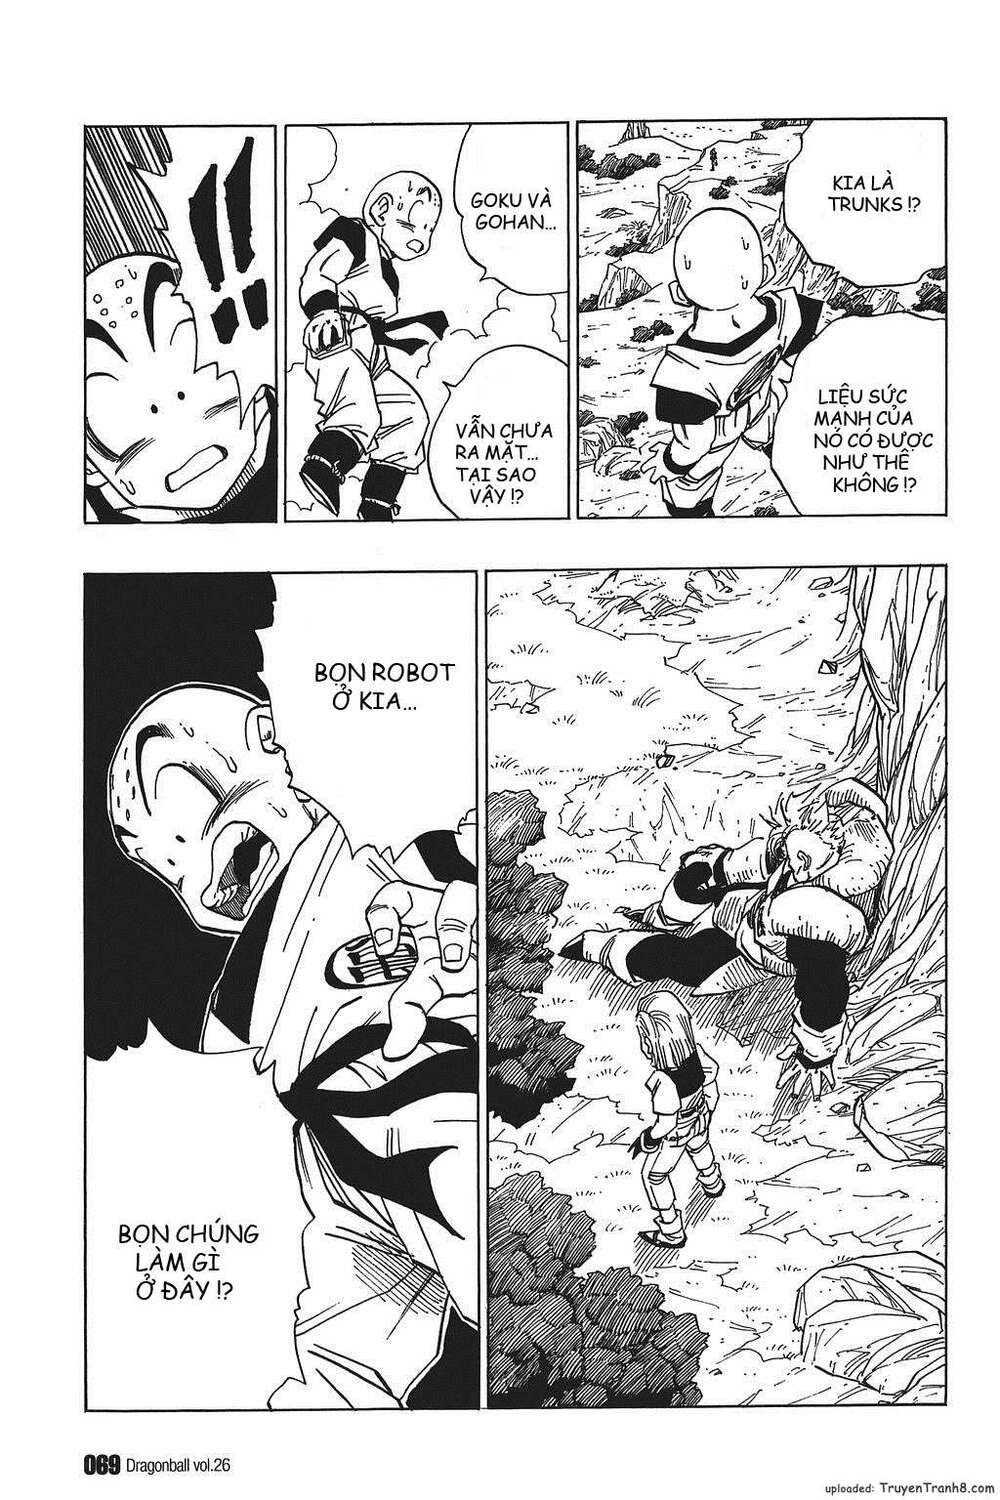 KIA LÀ
TRUNKS !?
LIỆU SỨC
MẠNH CỦA
NÓ CÓ ĐƯỢC
NHƯ THẾ
KHÔNG !?
GOKU VÀ
GOHAN...
VẪN CHƯA
RA MẶT...
TẠI SAO
VẬY !?
!!
BỌN ROBOT
Ở KIA...
BỌN CHÚNG
LÀM GÌ
Ở ĐÂY !?
069 Dragonball vol.26
uploaded: TruyenTranh8.com